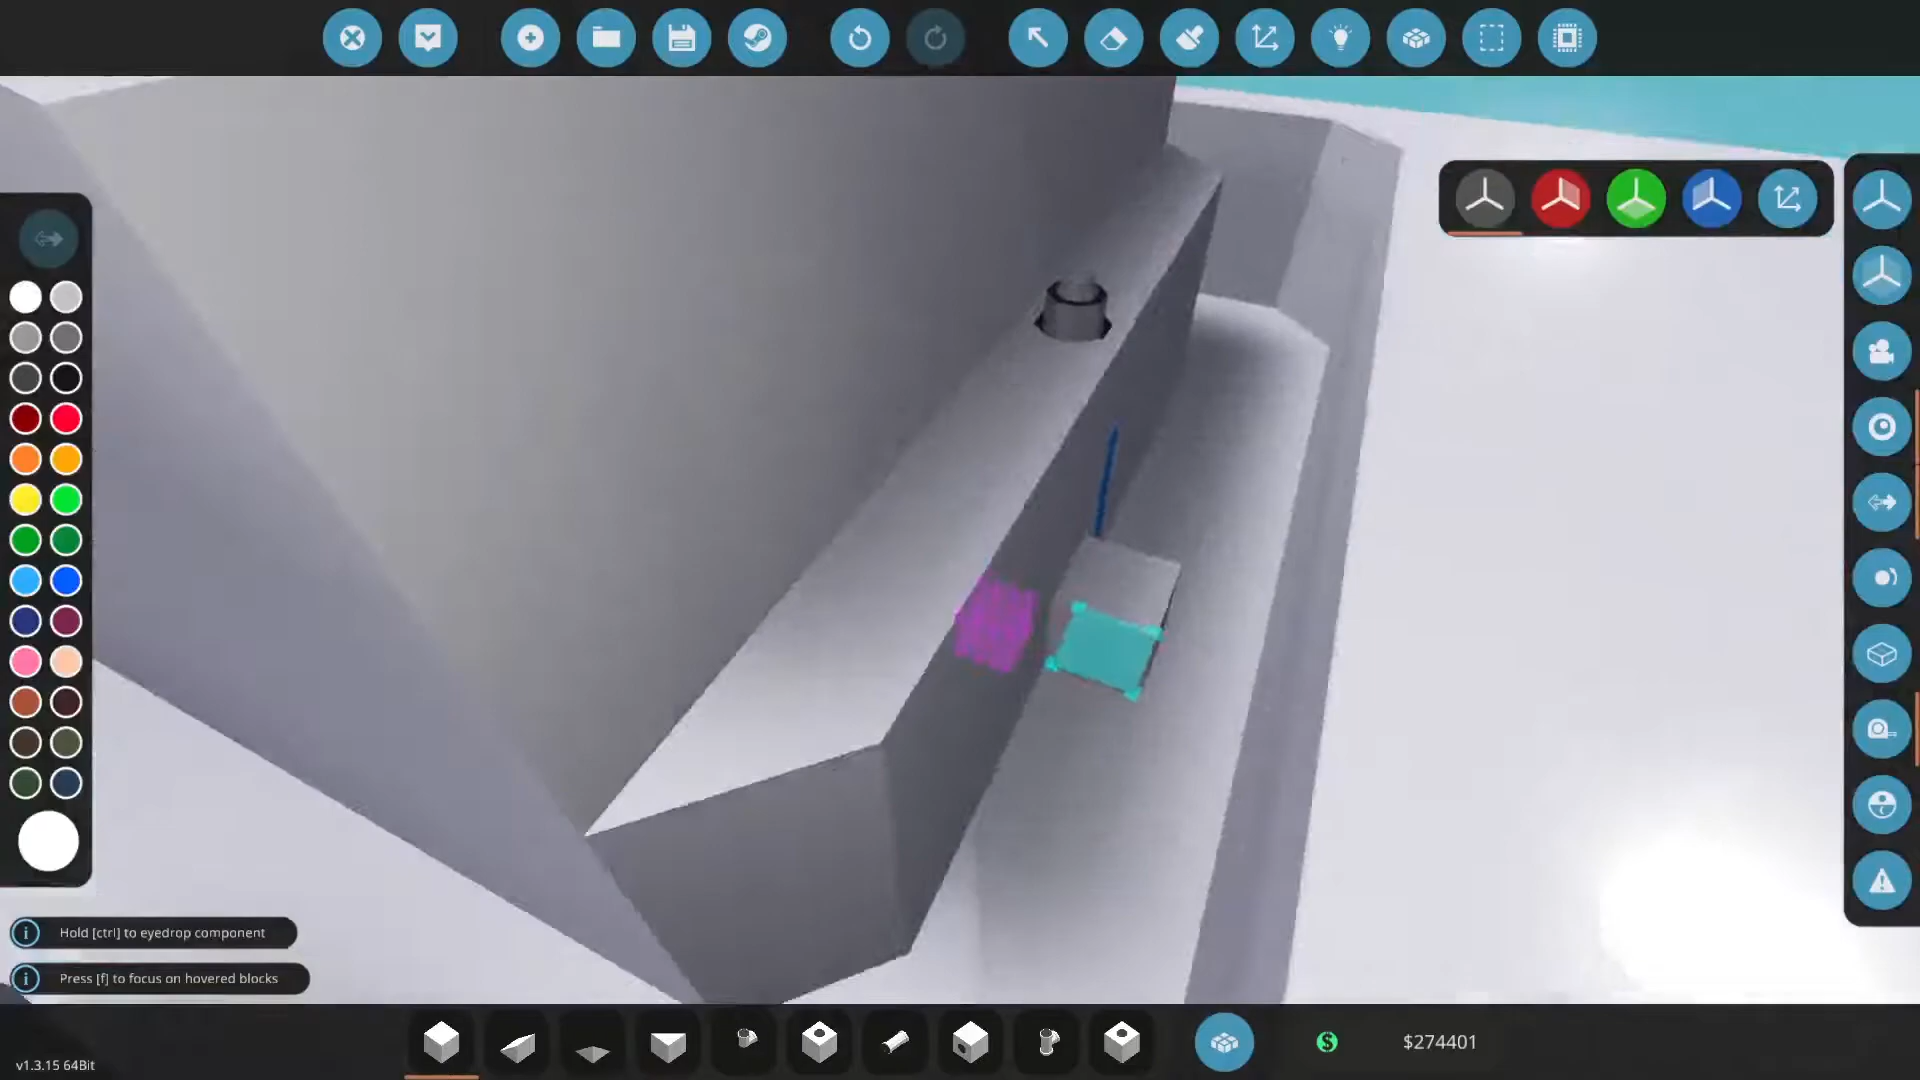 Hold [ctrl] to eyedrop component
Press [f] to focus on hovered blocks
$274401
v1.3.15 64Bit